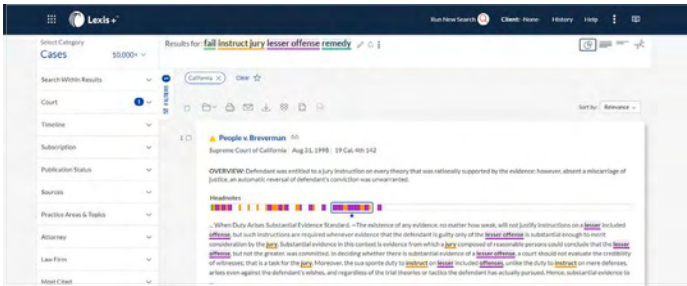 Lexis+
Run New Search
Client: -None-
History
Help
Select Category
Cases 10,000+
Results for: fail instruct jury lesser offense remedy
Search Within Results
Court 1
Timeline
Subscription
Publication Status
Sources
Practice Areas & Topics
Attorney
Law Firm
Most Cited
FILTERS
California ×
Clear
Sort by: Relevance
People v. Breverman
Supreme Court of California | Aug 21, 1998 | 19 Cal. 4th 142
OVERVIEW: Defendant was entitled to a jury instruction on every theory that was rationally supported by the evidence; however, absent a miscarriage of
justice, an automatic reversal of defendant's conviction was unwarranted.
Headnotes
... When Duty Arises Substantial Evidence Standard. —The existence of any evidence, no matter how weak, will not justify instructions on a lesser included
offense, but such instructions are required whenever evidence that the defendant is guilty only of the lesser offense is substantial enough to merit
consideration by the jury. Substantial evidence in this context is evidence from which a jury composed of reasonable persons could conclude that the lesser
offense, but not the greater, was committed. In deciding whether there is substantial evidence of a lesser offense, a court should not evaluate the credibility
of witnesses; that is a task for the jury. Moreover, the sua sponte duty to instruct on lesser included offenses, unlike the duty to instruct on mere defenses,
arises even against the defendant's wishes, and regardless of the trial theories or tactics the defendant has actually pursued. Hence, substantial evidence to